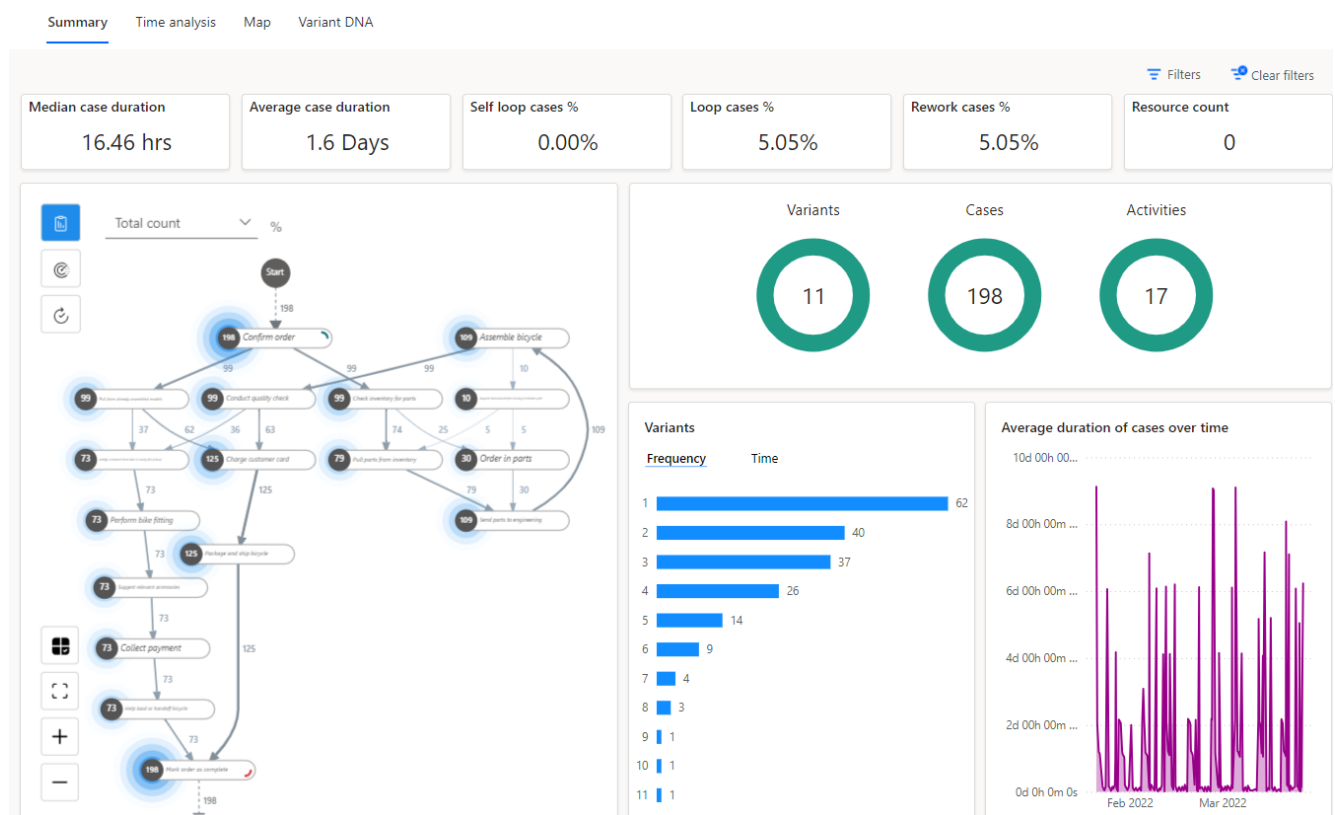 Summary Time analysis Map Variant DNA
Filters Clear filters
Median case duration
16.46 hrs
Average case duration
1.6 Days
Self loop cases %
0.00%
Loop cases %
5.05%
Rework cases %
5.05%
Resource count
0
Total count %
Start
198
198 Confirm order
109 Assemble bicycle
99 99 99 10
99
99 Conduct quality check
99 Check inventory for parts
10
37 62 36 63 74 25 5 5 109
73
125 Charge customer card
79 Pull parts from inventory
30 Order in parts
73 125 79 30
73 Perform bike fitting
109 Send parts to engineering
73
125 Package and ship bicycle
73 Suggest relevant accessories
73
73 Collect payment
125
73
73 Help load or handoff bicycle
73
198 Mark order as complete
198
Variants Cases Activities
11 198 17
Variants
Frequency Time
1 62
2 40
3 37
4 26
5 14
6 9
7 4
8 3
9 1
10 1
11 1
Average duration of cases over time
10d 00h 00...
8d 00h 00m ...
6d 00h 00m ...
4d 00h 00m ...
2d 00h 00m ...
0d 0h 0m 0s
Feb 2022 Mar 2022